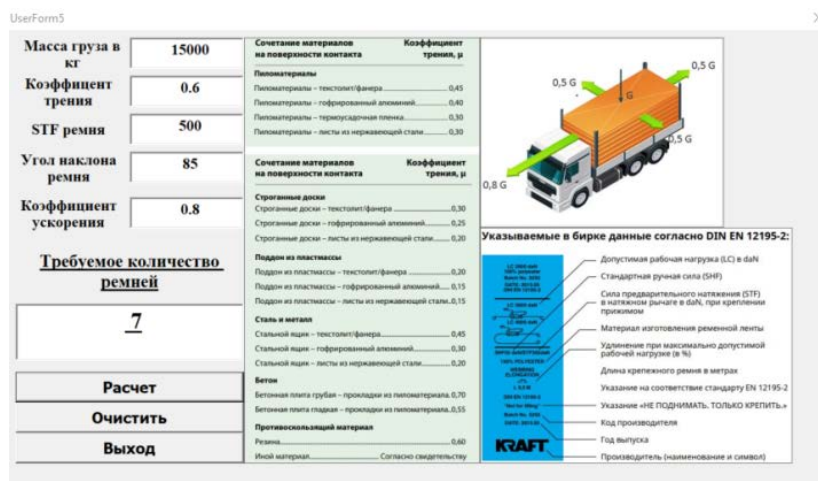 UserForm5
Масса груза в
кг
15000
Коэффицент
трения
0.6
STF ремня
500
Угол наклона
ремня
85
Коэффициент
ускорения
0.8
Требуемое количество
ремней
7
Расчет
Очистить
Выход
Сочетание материалов Коэффициент
на поверхности контакта трения, μ
Пиломатериалы
Пиломатериалы – текстолит/фанера 0,45
Пиломатериалы – гофрированный алюминий 0,40
Пиломатериалы – термоусадочная пленка 0,30
Пиломатериалы – листы из нержавеющей стали 0,30
Сочетание материалов Коэффициент
на поверхности контакта трения, μ
Строганные доски
Строганные доски – текстолит/фанера 0,30
Строганные доски – гофрированный алюминий 0,25
Строганные доски – листы из нержавеющей стали 0,20
Поддон из пластмассы
Поддон из пластмассы – текстолит/фанера 0,20
Поддон из пластмассы – гофрированный алюминий 0,15
Поддон из пластмассы – листы из нержавеющей стали..0,15
Сталь и металл
Стальной ящик – текстолит/фанера 0,45
Стальной ящик – гофрированный алюминий 0,30
Стальной ящик – листы из нержавеющей стали 0,20
Бетон
Бетонная плита грубая – прокладки из пиломатериала. 0,70
Бетонная плита гладкая – прокладки из пиломатериала..0,55
Противоскользящий материал
Резина 0,60
Иной материал Согласно свидетельству
0,5 G
0,5 G
G
0,5 G
0,8 G
Указываемые в бирке данные согласно DIN EN 12195-2:
Допустимая рабочая нагрузка (LC) в daN
Стандартная ручная сила (SHF)
Сила предварительного натяжения (STF)
в натяжном рычаге в daN, при креплении
прижимом
Материал изготовления ременной ленты
Удлинение при максимально допустимой
рабочей нагрузке (в %)
Длина крепежного ремня в метрах
Указание на соответствие стандарту EN 12195-2
Указание «НЕ ПОДНИМАТЬ. ТОЛЬКО КРЕПИТЬ.»
Код производителя
Год выпуска
Производитель (наименование и символ)
100% POLYESTER
KRAFT